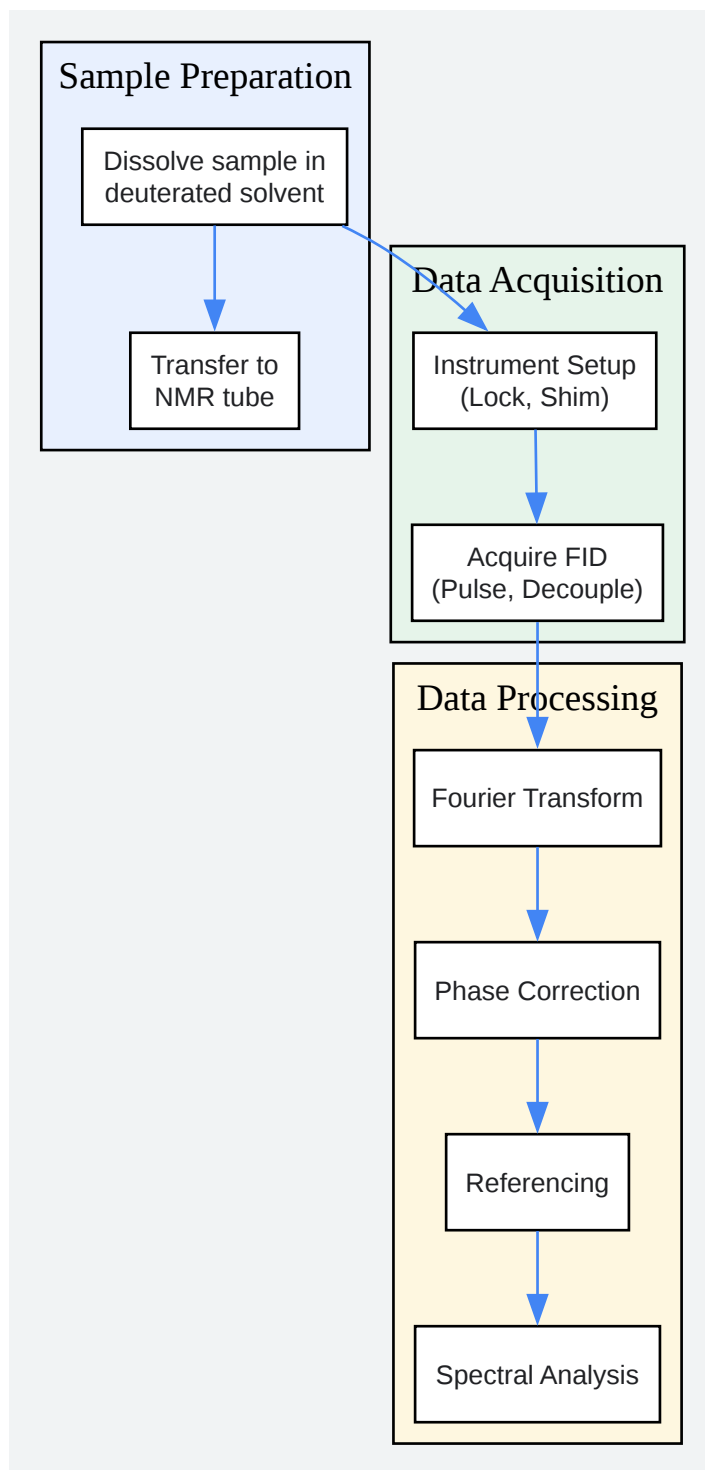 Sample Preparation
Dissolve sample in
deuterated solvent
Transfer to
NMR tube
Data Acquisition
Instrument Setup
(Lock, Shim)
Acquire FID
(Pulse, Decouple)
Data Processing
Fourier Transform
Phase Correction
Referencing
Spectral Analysis